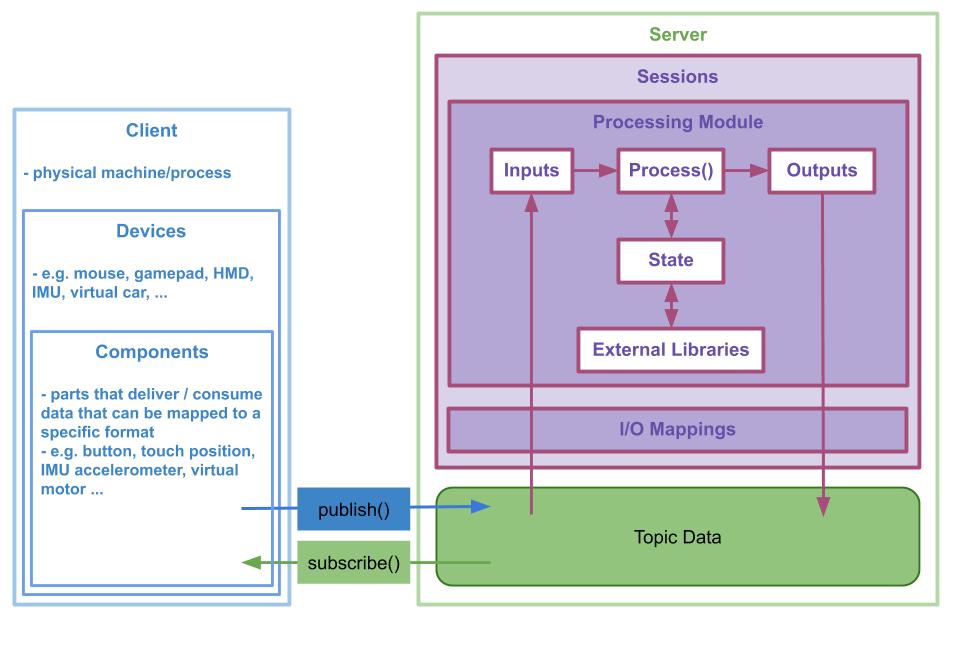 Server
Sessions
Processing Module
Inputs
Process()
Outputs
State
External Libraries
I/O Mappings
Topic Data
Client
- physical machine/process
Devices
- e.g. mouse, gamepad, HMD,
IMU, virtual car, ...
Components
- parts that deliver / consume
data that can be mapped to a
specific format
- e.g. button, touch position,
IMU accelerometer, virtual
motor ...
publish()
subscribe()